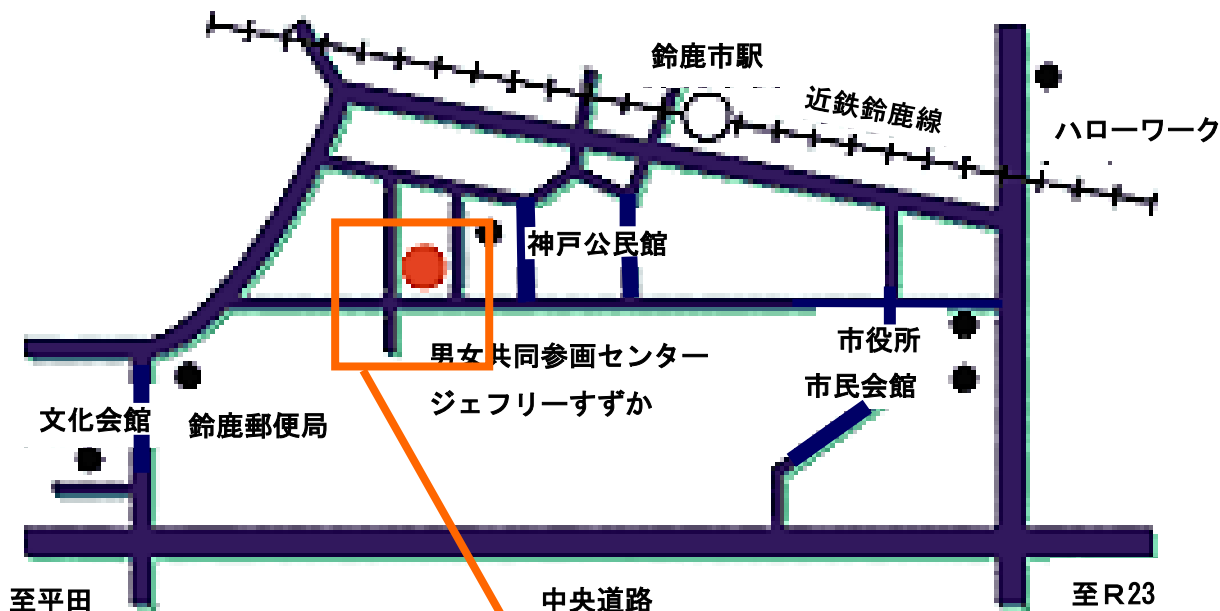 鈴鹿市駅
近鉄鈴鹿線
ハローワーク
神戸公民館
市役所
男女共同参画センター
市民会館
ジェフリーすずか
文化会館
鈴鹿郵便局
至平田
中央道路
至R23